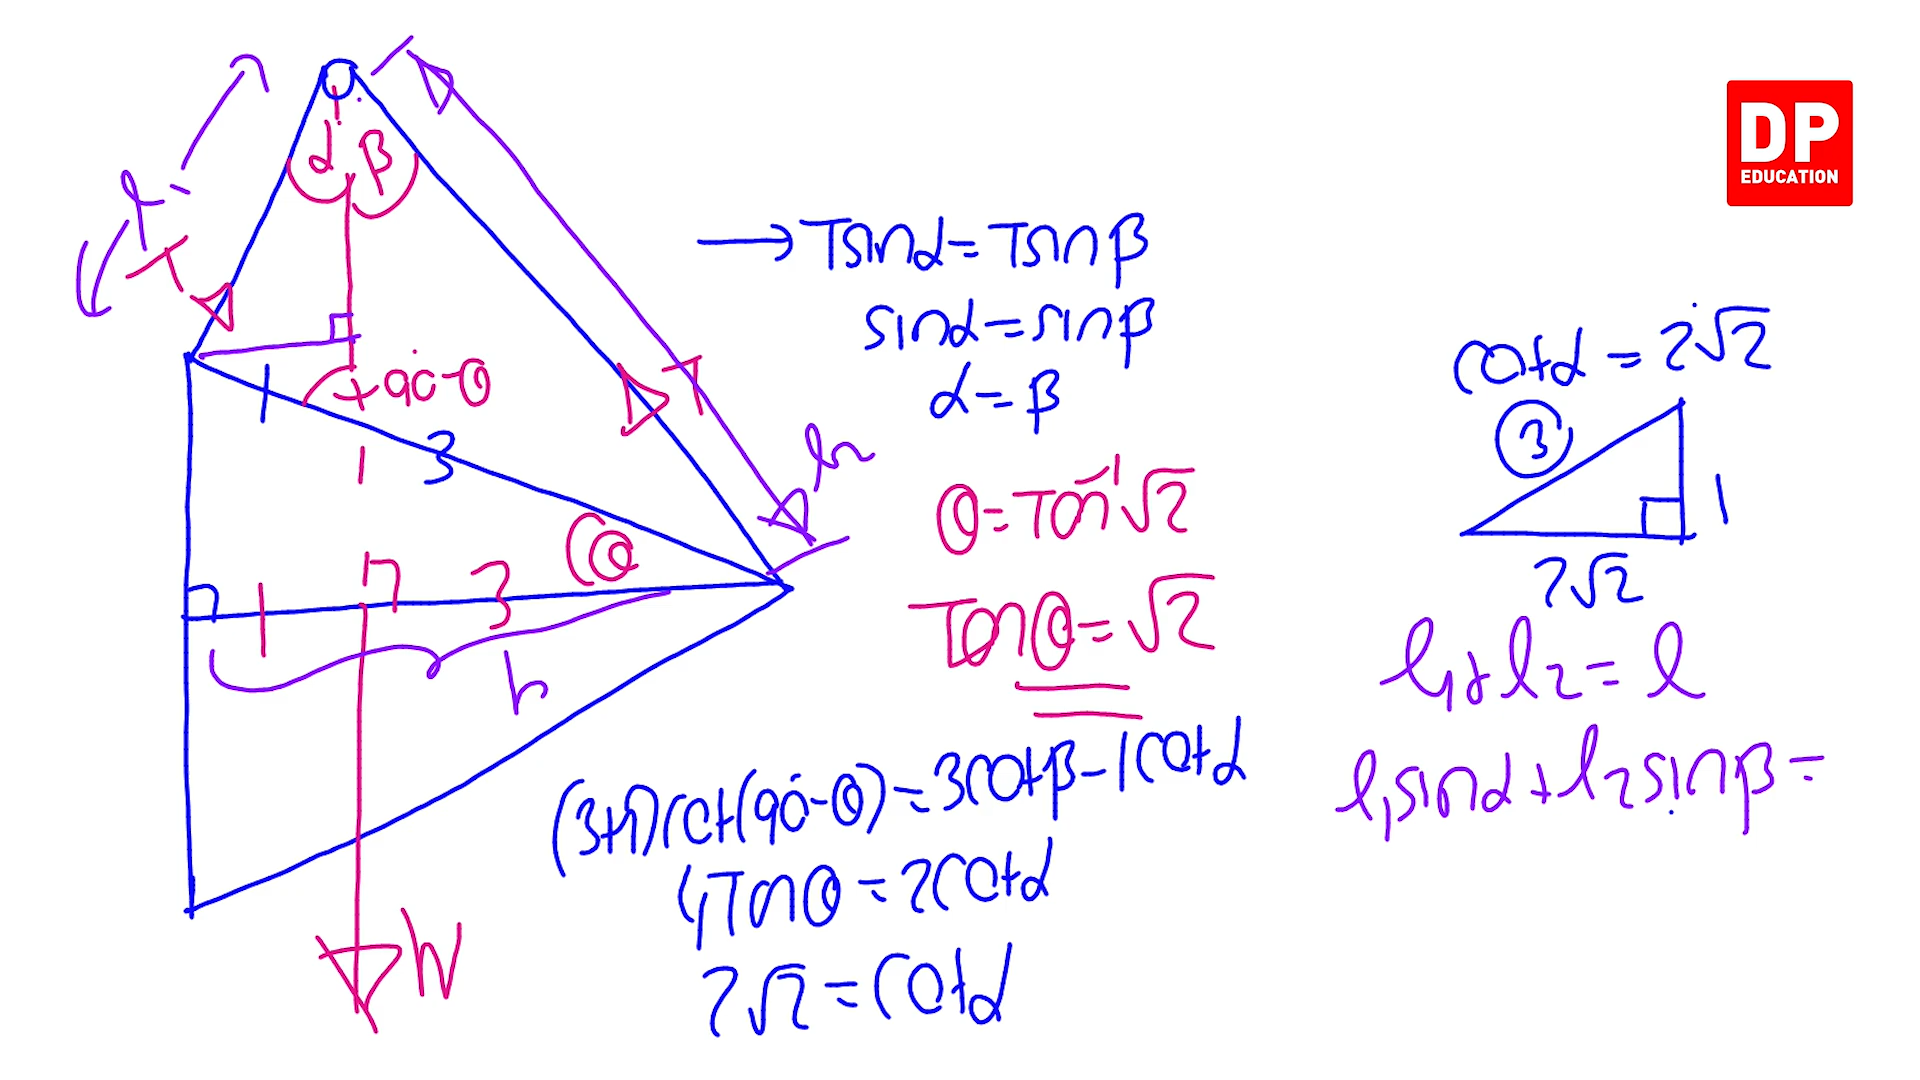 DP
EDUCATION
α β
l1
T
90-θ
1
3
1
T
l2
θ
1
3
h
W
→ Tsinα = Tsinβ
sinα = sinβ
α = β
θ = Tan⁻¹√2
Tanθ = √2
(3+1)cot(90-θ) = 3cotβ - 1cotα
4Tanθ = 2cotα
2√2 = cotα
cotα = 2√2
3
1
2√2
l1 + l2 = l
l1sinα + l2sinβ =